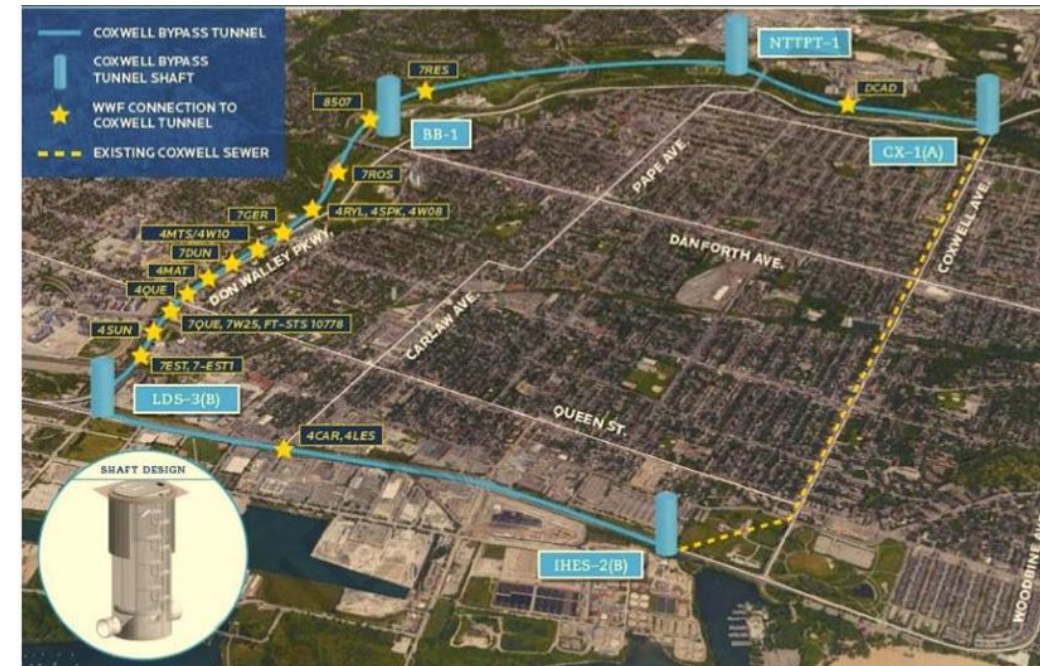 COXWELL BYPASS TUNNEL
COXWELL BYPASS
TUNNEL SHAFT
WWF CONNECTION TO
COXWELL TUNNEL
EXISTING COXWELL SEWER
NTTPT-1
7RES
8507
DCAD
BB-1
CX-1(A)
PAPE AVE.
7ROS
COXWELL AVE.
7GER
4RYL, 4SPK, 4W08
4MTS/4W10
DANFORTH AVE.
7DUN
DON WALLEY PKWY.
4MAT
4QUE
CARLAW AVE.
4SUN
7QUE, 7W25, FT-STS 10778
7EST, 7-EST1
LDS-3(B)
QUEEN ST.
4CAR, 4LES
SHAFT DESIGN
IHES-2(B)
WOODBINE